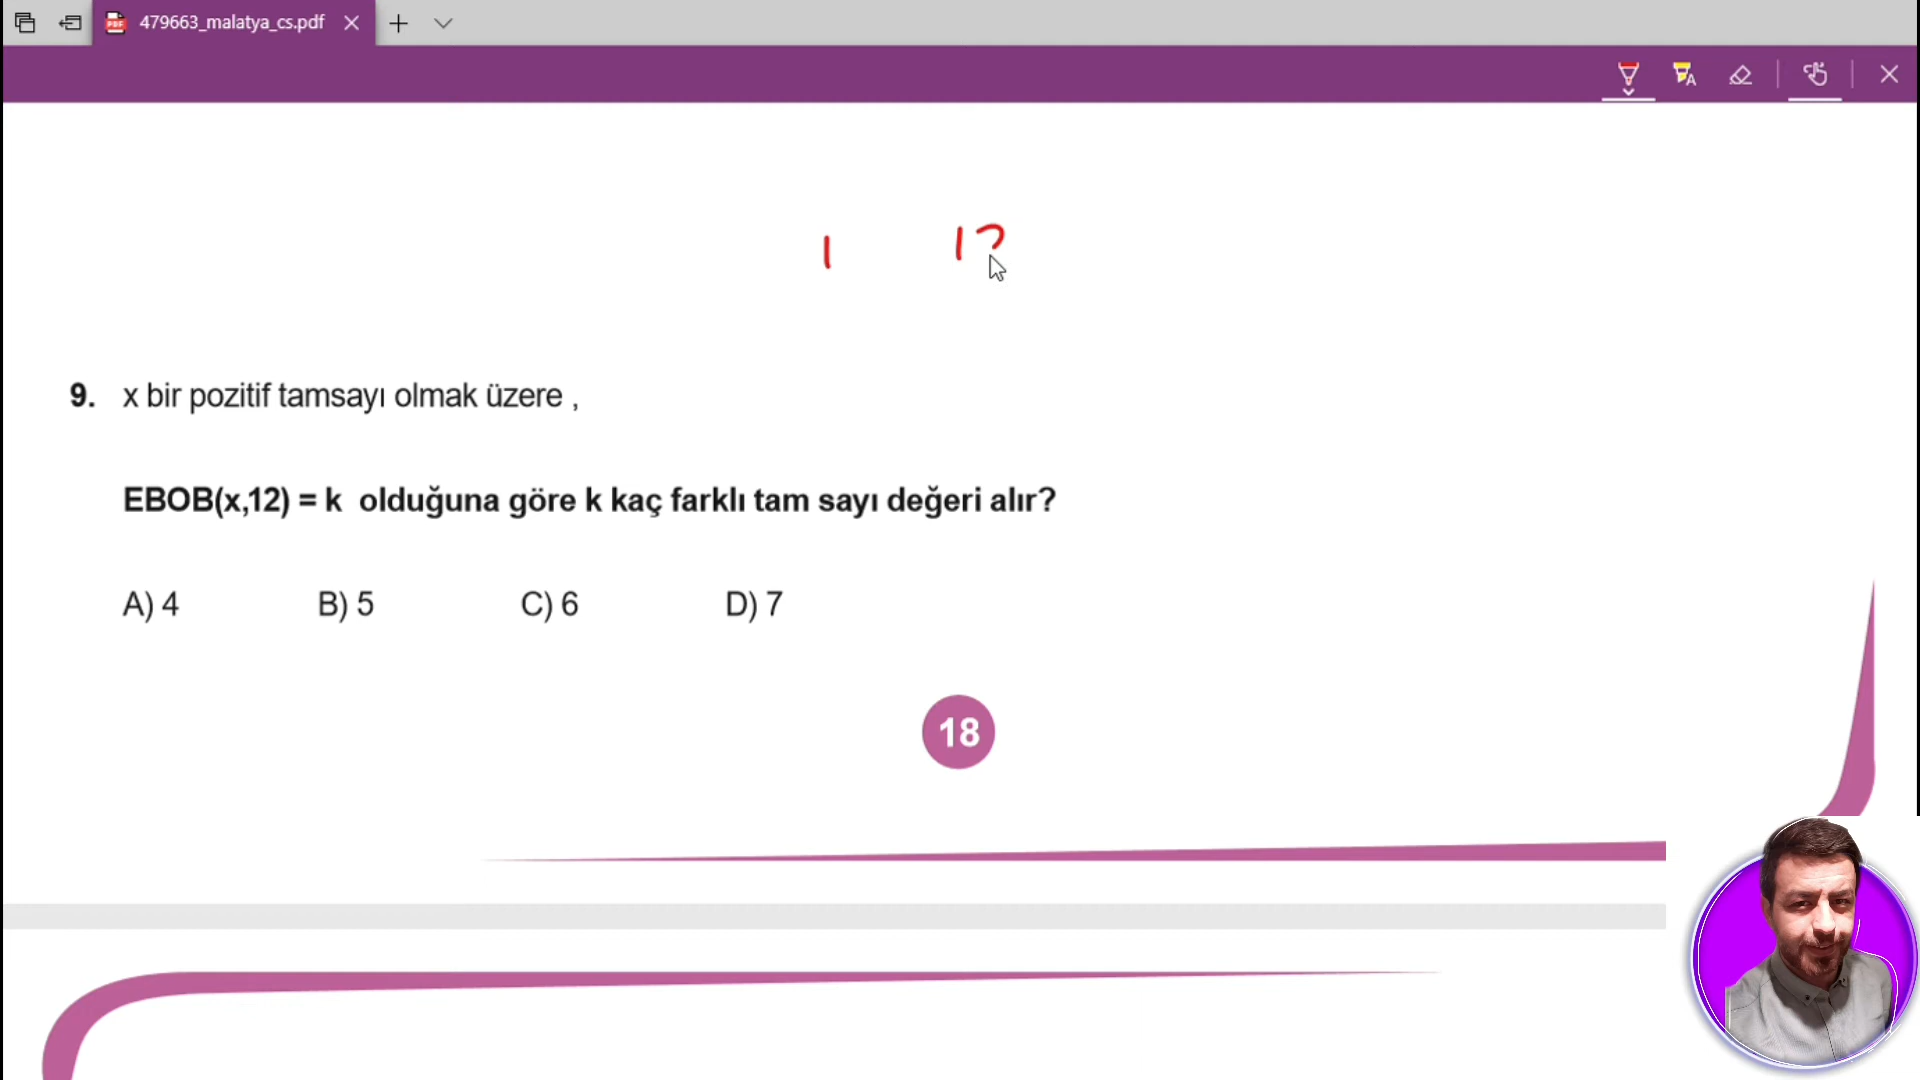 479663_malatya_cs.pdf
1 12
9. x bir pozitif tamsayı olmak üzere ,
EBOB(x,12) = k olduğuna göre k kaç farklı tam sayı değeri alır?
A) 4 B) 5 C) 6 D) 7
18